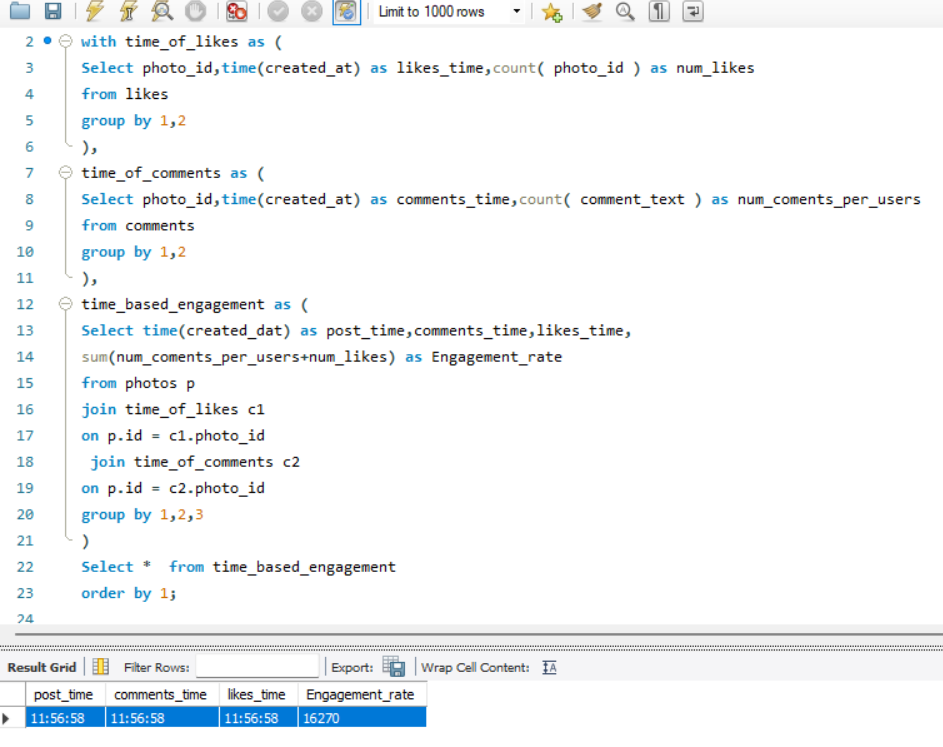 Limit to 1000 rows
2 with time_of_likes as (
3 Select photo_id,time(created_at) as likes_time,count( photo_id ) as num_likes
4 from likes
5 group by 1,2
6 ),
7 time_of_comments as (
8 Select photo_id,time(created_at) as comments_time,count( comment_text ) as num_coments_per_users
9 from comments
10 group by 1,2
11 ),
12 time_based_engagement as (
13 Select time(created_dat) as post_time,comments_time,likes_time,
14 sum(num_coments_per_users+num_likes) as Engagement_rate
15 from photos p
16 join time_of_likes c1
17 on p.id = c1.photo_id
18 join time_of_comments c2
19 on p.id = c2.photo_id
20 group by 1,2,3
21 )
22 Select * from time_based_engagement
23 order by 1;
24
Result Grid Filter Rows: Export: Wrap Cell Content:
post_time comments_time likes_time Engagement_rate
11:56:58 11:56:58 11:56:58 16270